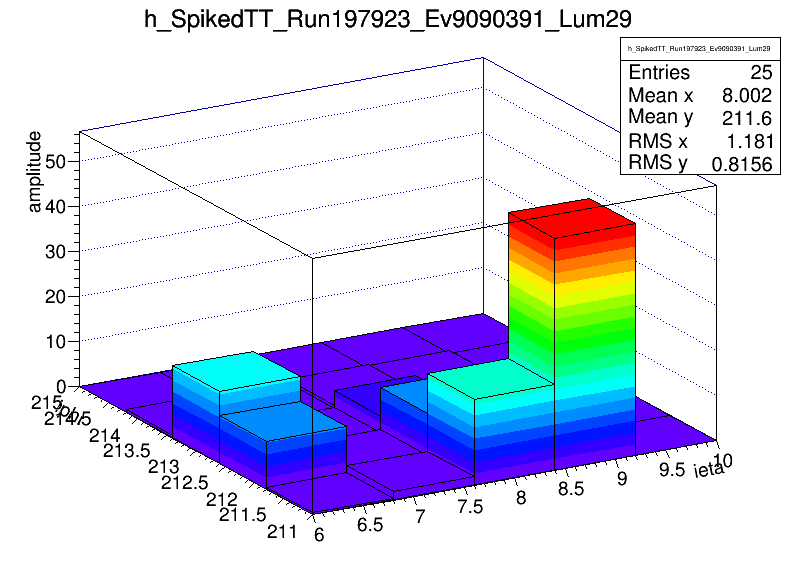 h_SpikedTT_Run197923_Ev9090391_Lum29
h_SpikedTT_Run197923_Ev9090391_Lum29
Entries 25
Mean x 8.002
Mean y 211.6
RMS x 1.181
RMS y 0.8156
amplitude
50
40
30
20
10
0
215
214.5
214
213.5
213
212.5
212
211.5
211
6
6.5
7
7.5
8
8.5
9
9.5
10
ieta